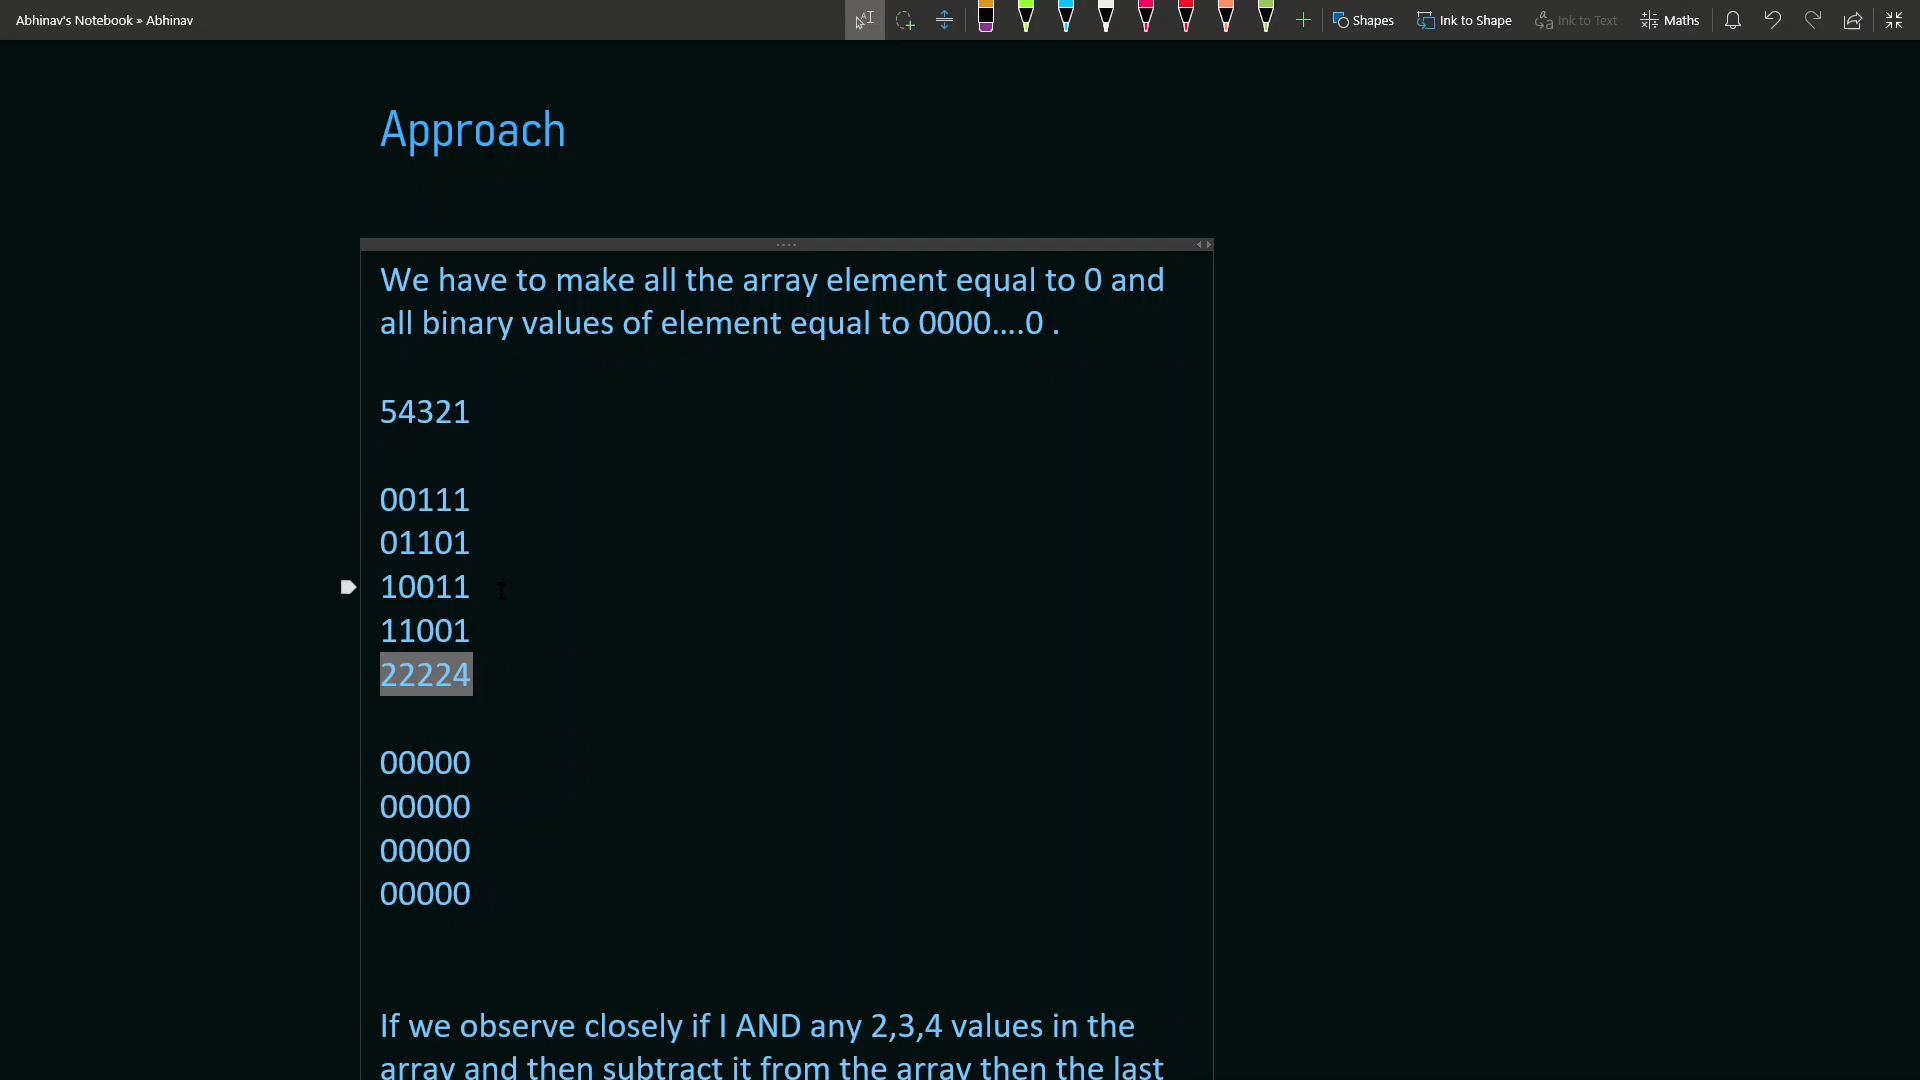 Abhinav's Notebook » Abhinav
Shapes
Ink to Shape
Ink to Text
Maths
Approach
We have to make all the array element equal to 0 and
all binary values of element equal to 0000....0 .
54321
00111
01101
10011
11001
22224
00000
00000
00000
00000
If we observe closely if I AND any 2,3,4 values in the
array and then subtract it from the array then the last